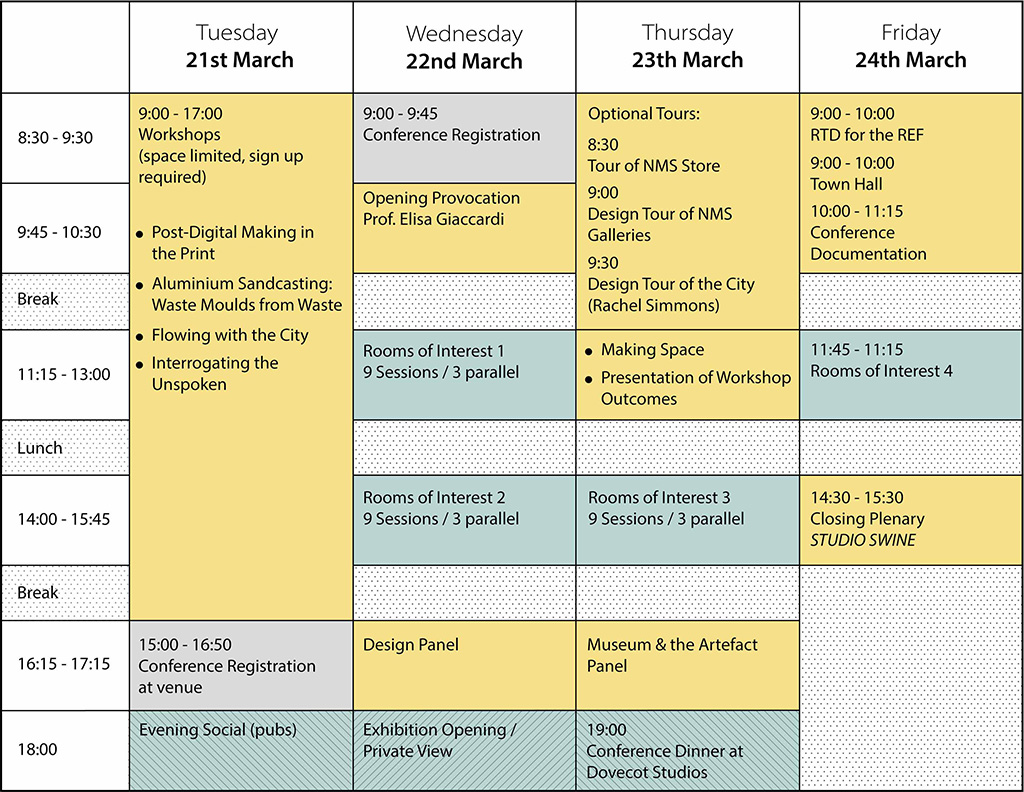 Tuesday
21st March
Wednesday
22nd March
Thursday
23th March
Friday
24th March
8:30 - 9:30
9:00 - 17:00
Workshops
(space limited, sign up
required)
• Post-Digital Making in
the Print
• Aluminium Sandcasting:
Waste Moulds from Waste
• Flowing with the City
• Interrogating the
Unspoken
9:00 - 9:45
Conference Registration
Optional Tours:
8:30
Tour of NMS Store
9:00
Design Tour of NMS
Galleries
9:30
Design Tour of the City
(Rachel Simmons)
9:00 - 10:00
RTD for the REF
9:00 - 10:00
Town Hall
10:00 - 11:15
Conference
Documentation
9:45 - 10:30
Opening Provocation
Prof. Elisa Giaccardi
Break
11:15 - 13:00
Rooms of Interest 1
9 Sessions / 3 parallel
• Making Space
• Presentation of Workshop
Outcomes
11:45 - 11:15
Rooms of Interest 4
Lunch
14:00 - 15:45
Rooms of Interest 2
9 Sessions / 3 parallel
Rooms of Interest 3
9 Sessions / 3 parallel
14:30 - 15:30
Closing Plenary
STUDIO SWINE
Break
16:15 - 17:15
15:00 - 16:50
Conference Registration
at venue
Design Panel
Museum & the Artefact
Panel
18:00
Evening Social (pubs)
Exhibition Opening /
Private View
19:00
Conference Dinner at
Dovecot Studios